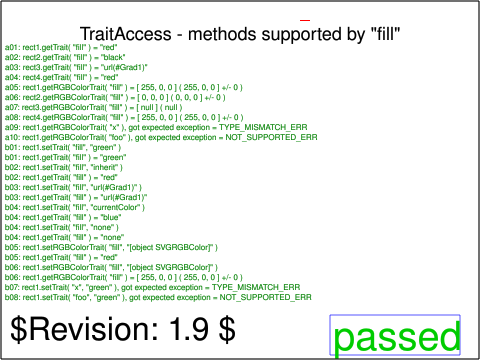 TraitAccess - methods supported by "fill"
a01: rect1.getTrait( "fill" ) = "red"
a02: rect2.getTrait( "fill" ) = "black"
a03: rect3.getTrait( "fill" ) = "url(#Grad1)"
a04: rect4.getTrait( "fill" ) = "red"
a05: rect1.getRGBColorTrait( "fill" ) = [ 255, 0, 0 ] ( 255, 0, 0 ] +/- 0 )
a06: rect2.getRGBColorTrait( "fill" ) = [ 0, 0, 0 ] ( 0, 0, 0 ] +/- 0 )
a07: rect3.getRGBColorTrait( "fill" ) = [ null ] ( null )
a08: rect4.getRGBColorTrait( "fill" ) = [ 255, 0, 0 ] ( 255, 0, 0 ] +/- 0 )
a09: rect1.getRGBColorTrait( "x" ), got expected exception = TYPE_MISMATCH_ERR
a10: rect1.getRGBColorTrait( "foo" ), got expected exception = NOT_SUPPORTED_ERR
b01: rect1.setTrait( "fill", "green" )
b01: rect1.getTrait( "fill" ) = "green"
b02: rect1.setTrait( "fill", "inherit" )
b02: rect1.getTrait( "fill" ) = "red"
b03: rect1.setTrait( "fill", "url(#Grad1)" )
b03: rect1.getTrait( "fill" ) = "url(#Grad1)"
b04: rect1.setTrait( "fill", "currentColor" )
b04: rect1.getTrait( "fill" ) = "blue"
b04: rect1.setTrait( "fill", "none" )
b04: rect1.getTrait( "fill" ) = "none"
b05: rect1.setRGBColorTrait( "fill", "[object SVGRGBColor]" )
b05: rect1.getTrait( "fill" ) = "red"
b06: rect1.setRGBColorTrait( "fill", "[object SVGRGBColor]" )
b06: rect1.getRGBColorTrait( "fill" ) = [ 255, 0, 0 ] ( 255, 0, 0 ] +/- 0 )
b07: rect1.setTrait( "x", "green" ), got expected exception = TYPE_MISMATCH_ERR
b08: rect1.setTrait( "foo", "green" ), got expected exception = NOT_SUPPORTED_ERR
$Revision: 1.9 $
passed